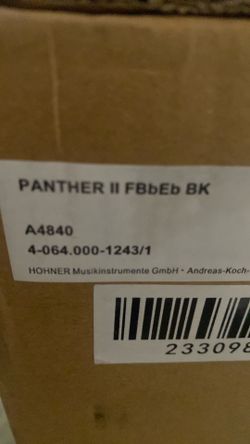 PANTHER II FBbEb BK
A4840
4-064.000-1243/1
HOHNER Musikinstrumente GmbH · Andreas-Koch-
233098